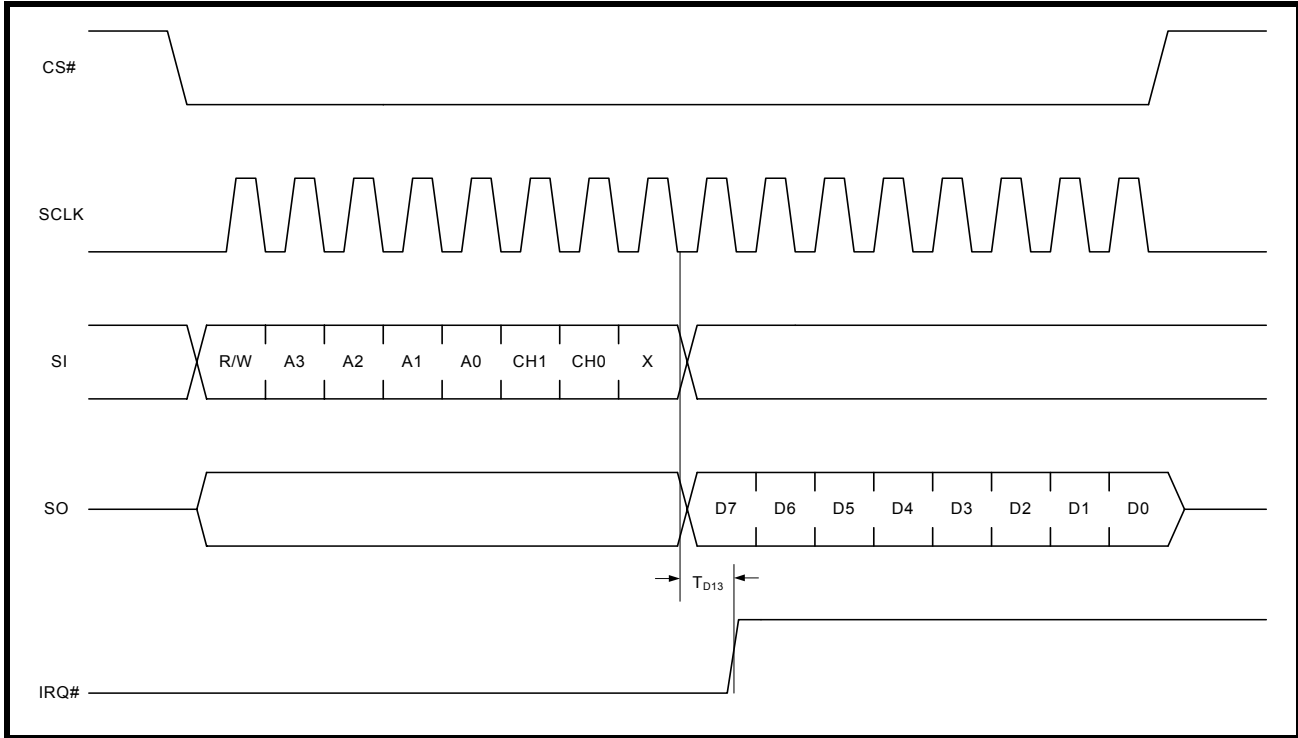 CS#
SCLK
SI
R/W A3 A2 A1 A0 CH1 CH0 X
SO
D7 D6 D5 D4 D3 D2 D1 D0
TD13
IRQ#